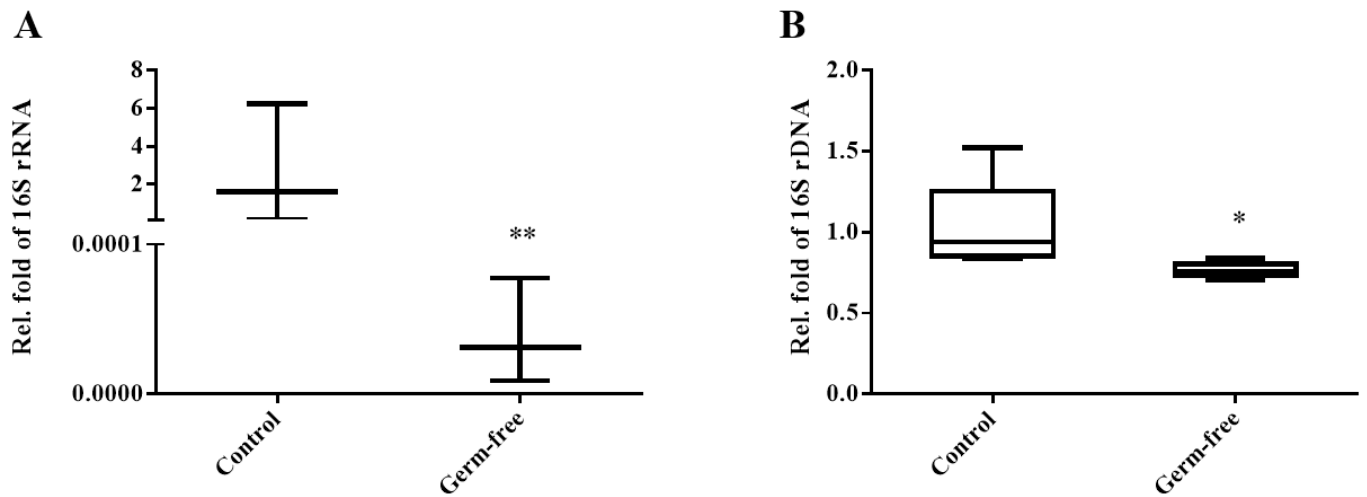 A
Rel. fold of 16S rRNA
8
6
4
2
0.0001
0.0000
**
Control
Germ-free
B
Rel. fold of 16S rDNA
2.0
1.5
1.0
0.5
0.0
*
Control
Germ-free